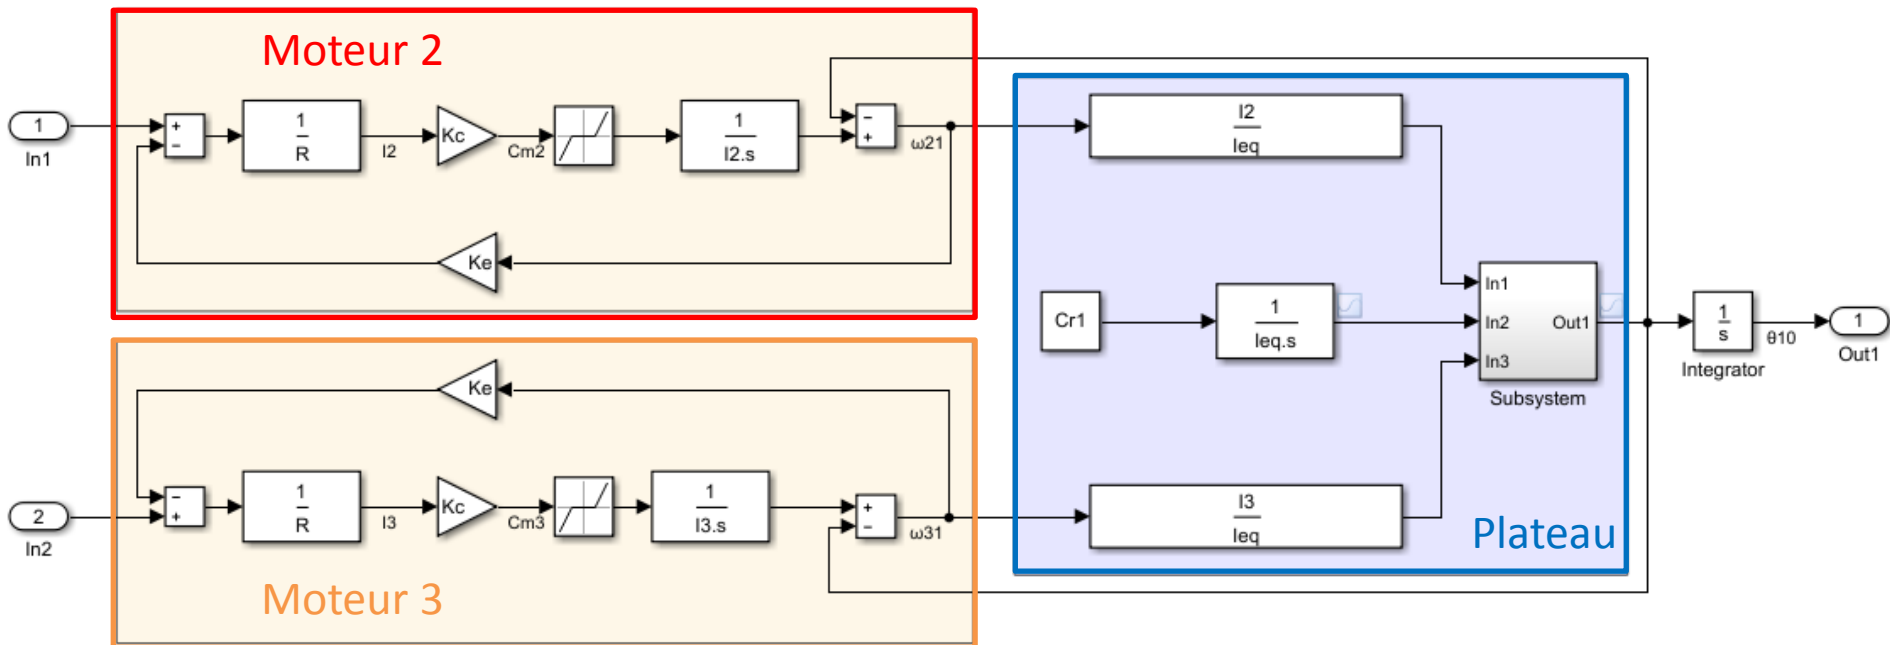 Moteur 2
1
In1
+
−
1
R
I2
Kc
Cm2
1
I2.s
−
+
ω21
Ke
I2
Ieq
Cr1
1
Ieq.s
In1
In2
In3
Out1
Subsystem
1
s
Integrator
θ10
1
Out1
Ke
2
In2
−
+
1
R
I3
Kc
Cm3
1
I3.s
+
−
ω31
I3
Ieq
Plateau
Moteur 3